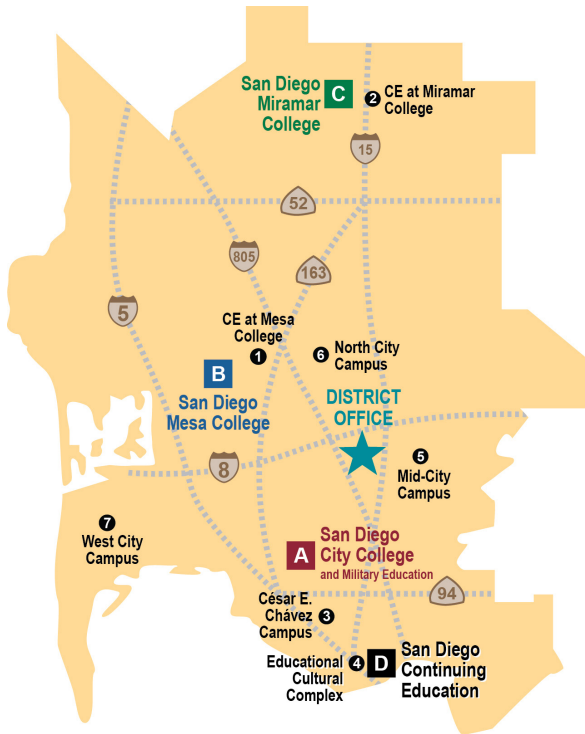 San Diego
Miramar
College
C
2 CE at Miramar
College
15
52
805
163
5
CE at Mesa
College
1
6 North City
Campus
B
San Diego
Mesa College
DISTRICT
OFFICE
8
5
Mid-City
Campus
7
West City
Campus
A San Diego
City College
and Military Education
94
César E.
Chávez
Campus
3
Educational
Cultural
Complex
4
D San Diego
Continuing
Education